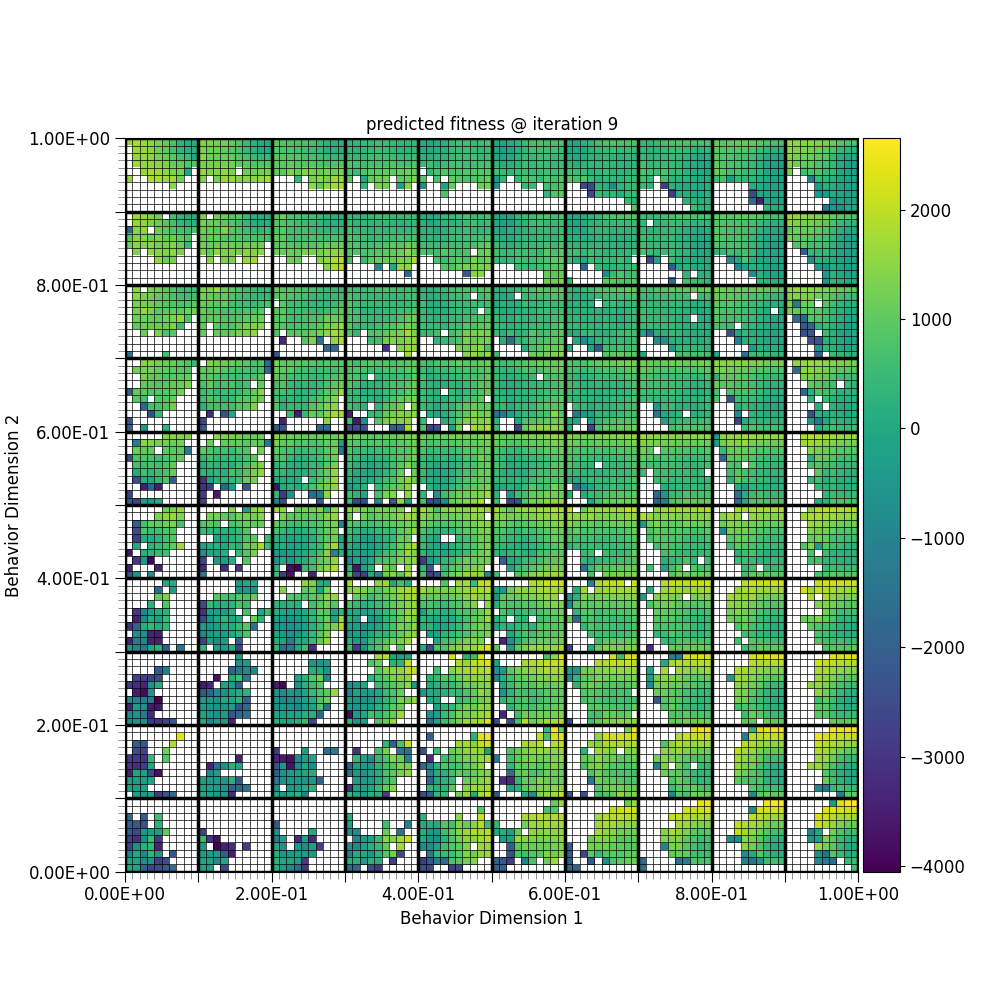 predicted fitness @ iteration 9
1.00E+00
8.00E-01
6.00E-01
4.00E-01
2.00E-01
0.00E+00
Behavior Dimension 2
0.00E+00 2.00E-01 4.00E-01 6.00E-01 8.00E-01 1.00E+00
Behavior Dimension 1
2000
1000
0
−1000
−2000
−3000
−4000